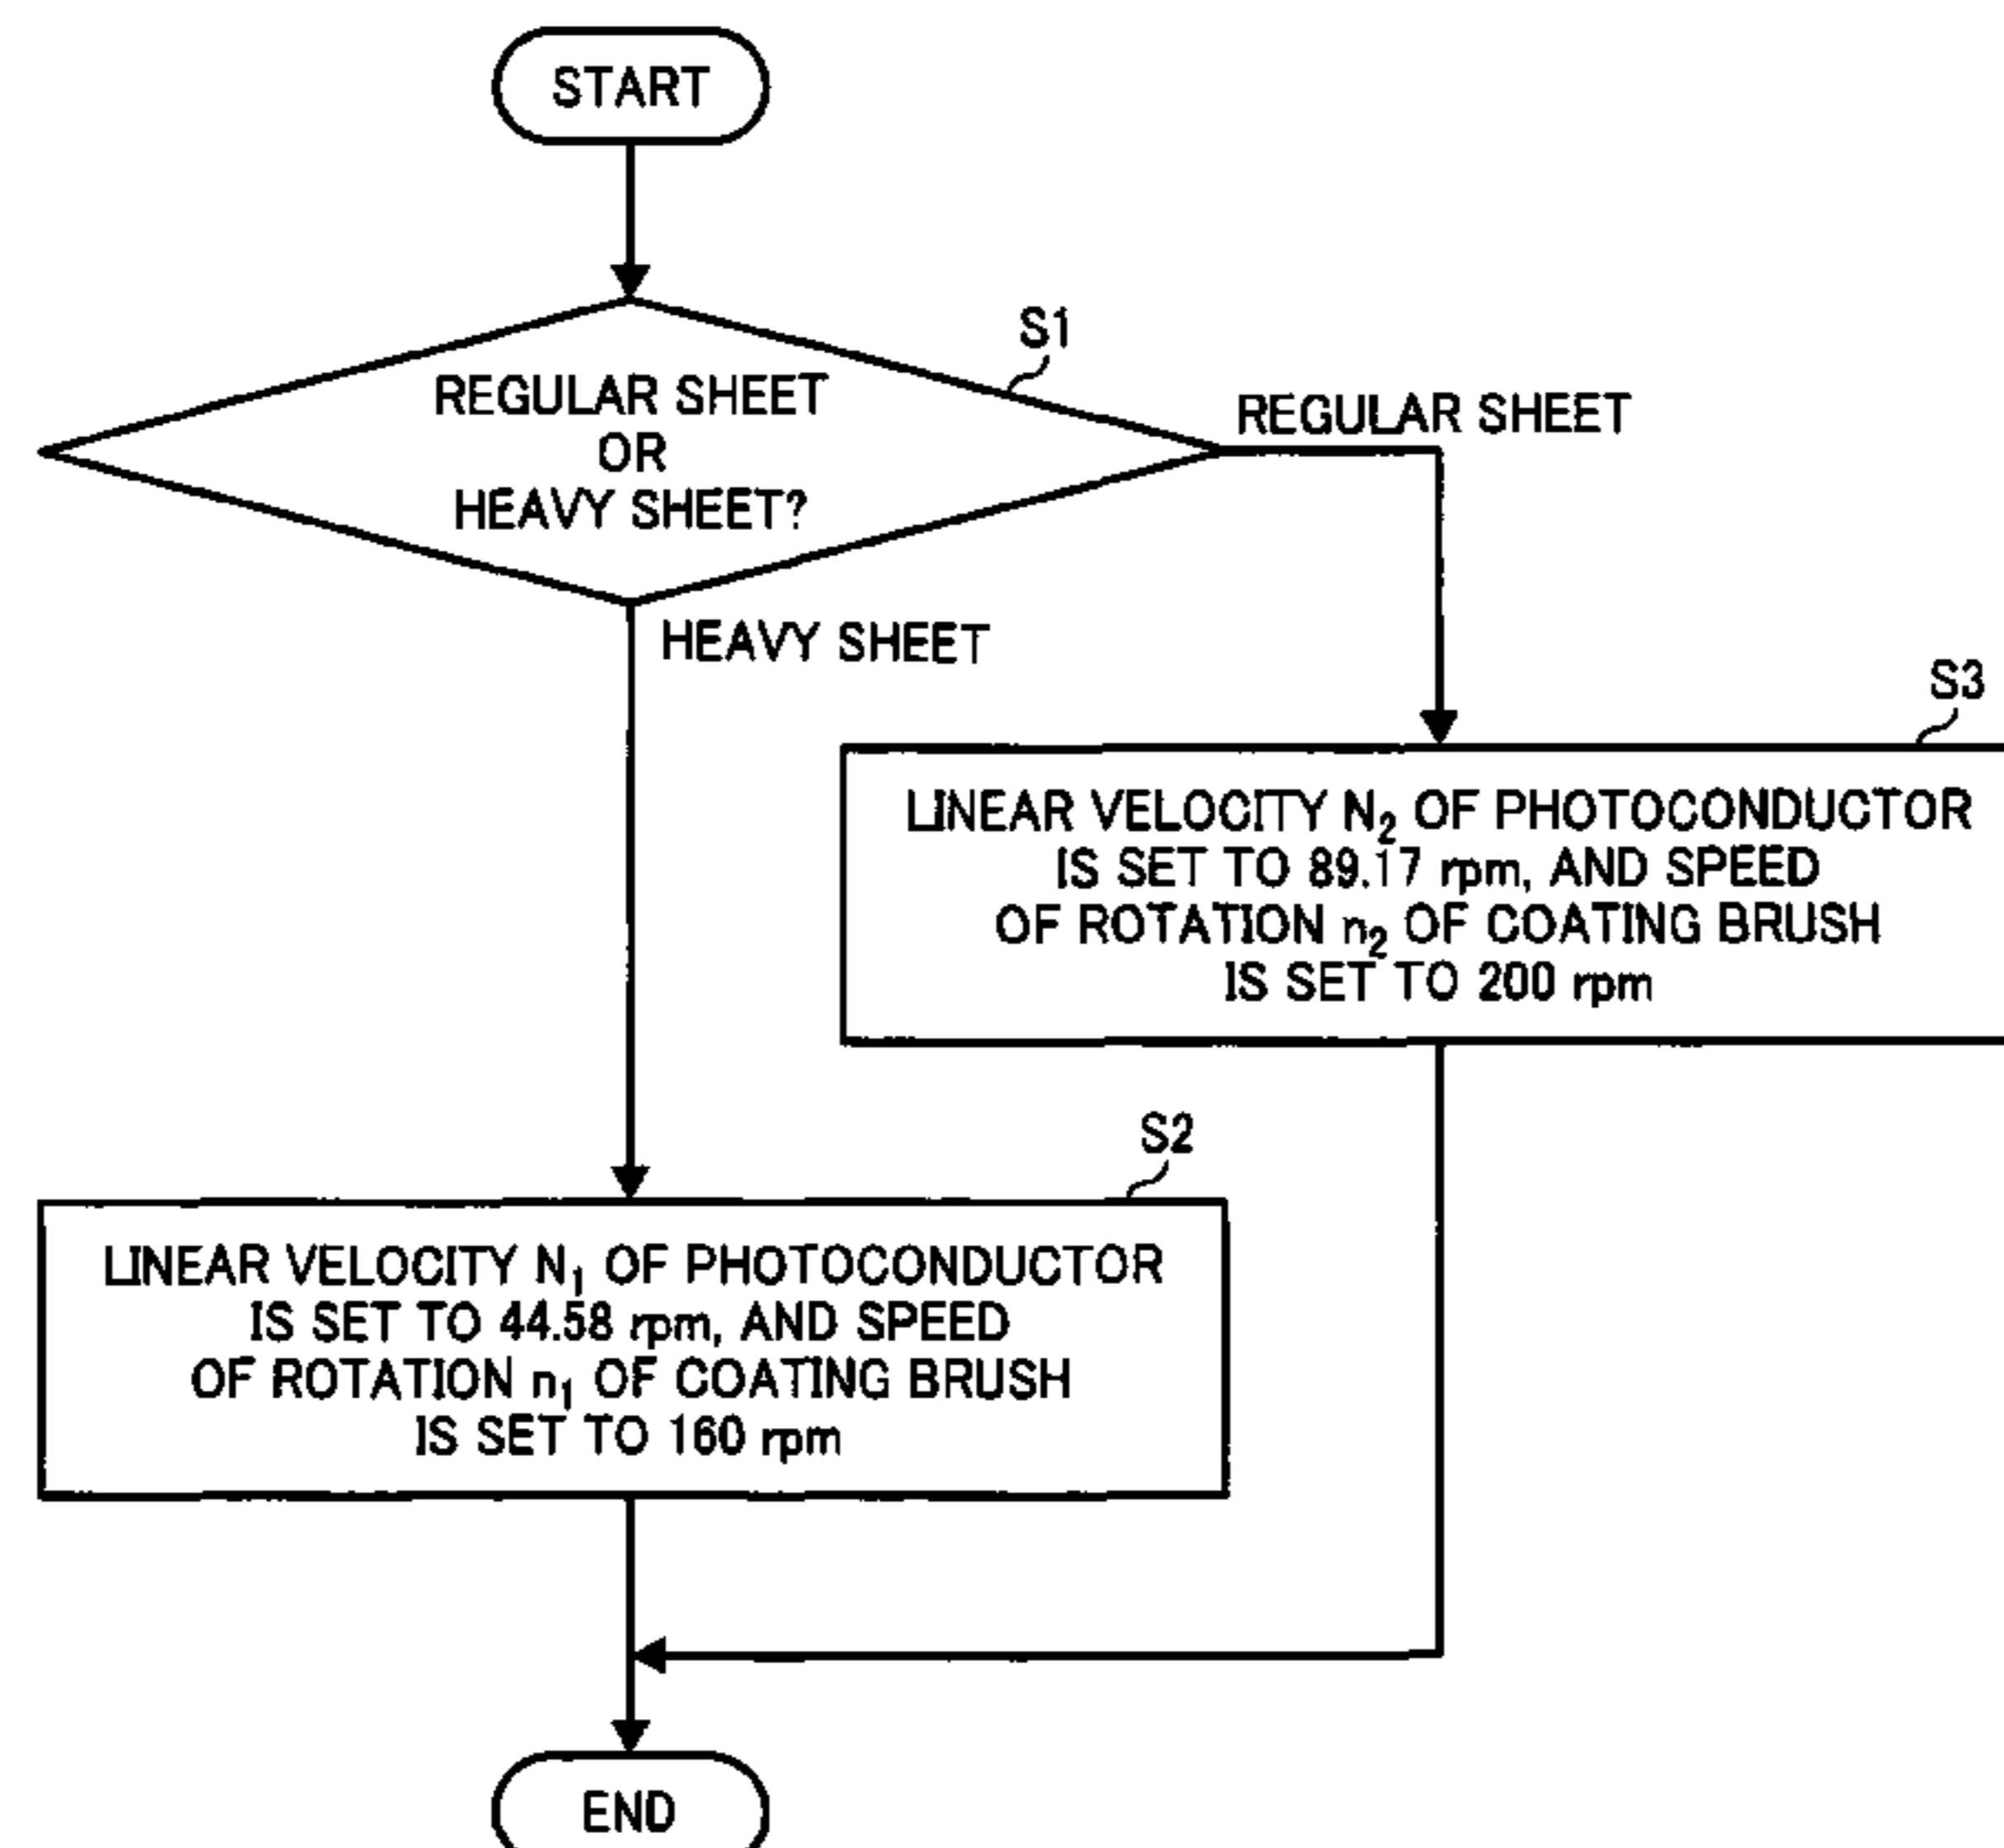 START
S1
REGULAR SHEET
OR
HEAVY SHEET?
REGULAR SHEET
HEAVY SHEET
S3
LINEAR VELOCITY N₂ OF PHOTOCONDUCTOR
IS SET TO 89.17 rpm, AND SPEED
OF ROTATION n₂ OF COATING BRUSH
IS SET TO 200 rpm
S2
LINEAR VELOCITY N₁ OF PHOTOCONDUCTOR
IS SET TO 44.58 rpm, AND SPEED
OF ROTATION n₁ OF COATING BRUSH
IS SET TO 160 rpm
END